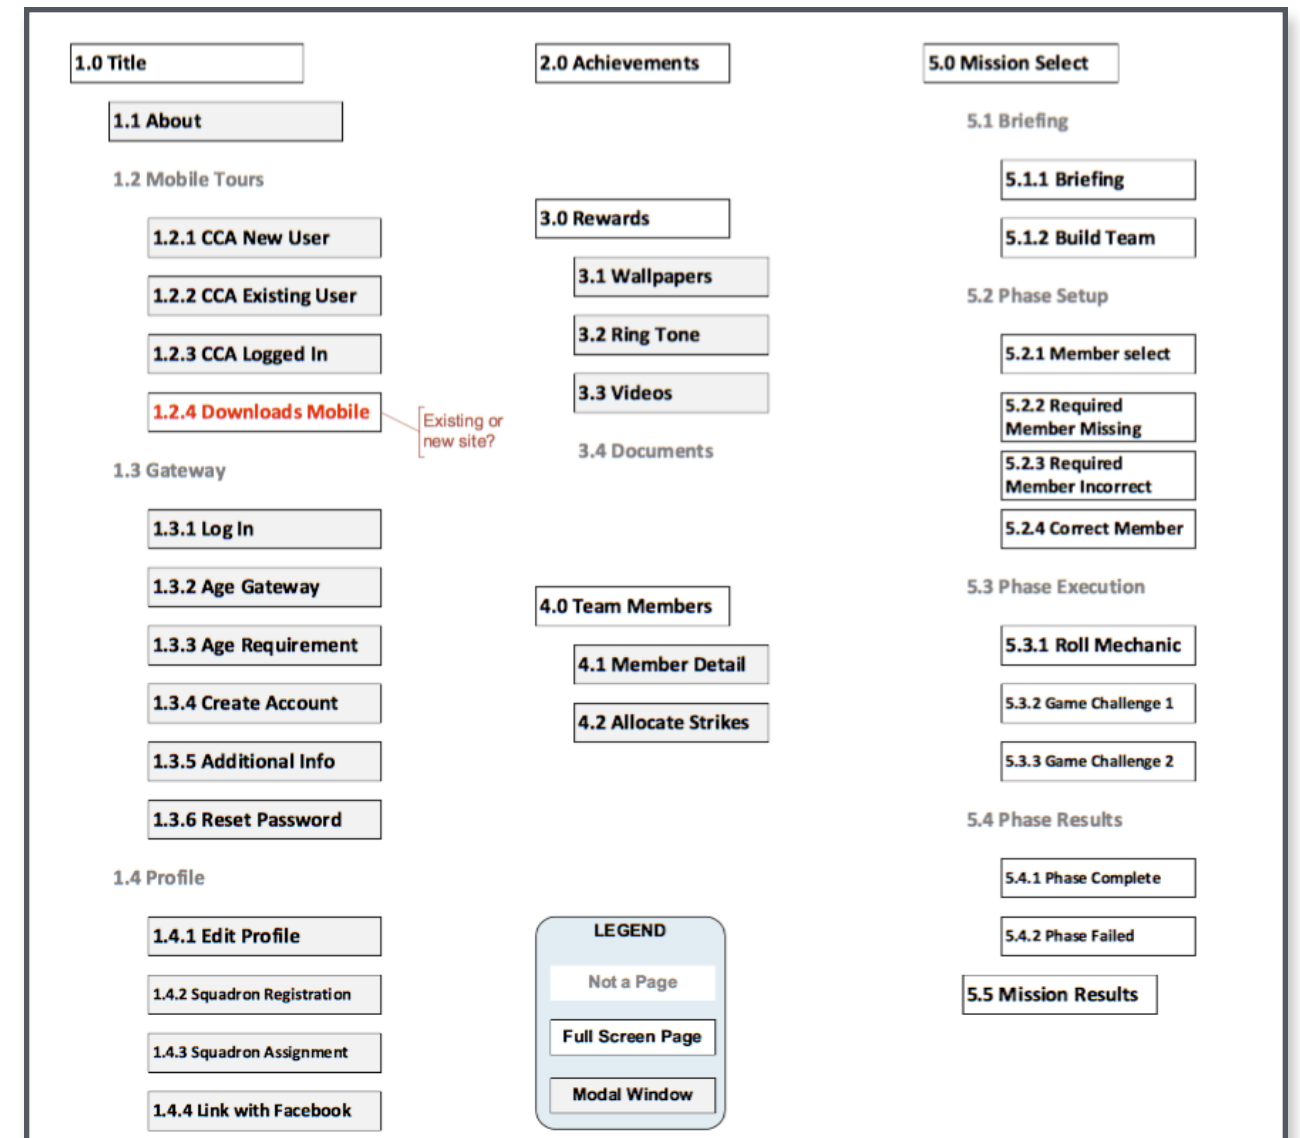 1.0 Title
1.1 About
1.2 Mobile Tours
1.2.1 CCA New User
1.2.2 CCA Existing User
1.2.3 CCA Logged In
1.2.4 Downloads Mobile
Existing or
new site?
1.3 Gateway
1.3.1 Log In
1.3.2 Age Gateway
1.3.3 Age Requirement
1.3.4 Create Account
1.3.5 Additional Info
1.3.6 Reset Password
1.4 Profile
1.4.1 Edit Profile
1.4.2 Squadron Registration
1.4.3 Squadron Assignment
1.4.4 Link with Facebook
2.0 Achievements
3.0 Rewards
3.1 Wallpapers
3.2 Ring Tone
3.3 Videos
3.4 Documents
4.0 Team Members
4.1 Member Detail
4.2 Allocate Strikes
LEGEND
Not a Page
Full Screen Page
Modal Window
5.0 Mission Select
5.1 Briefing
5.1.1 Briefing
5.1.2 Build Team
5.2 Phase Setup
5.2.1 Member select
5.2.2 Required
Member Missing
5.2.3 Required
Member Incorrect
5.2.4 Correct Member
5.3 Phase Execution
5.3.1 Roll Mechanic
5.3.2 Game Challenge 1
5.3.3 Game Challenge 2
5.4 Phase Results
5.4.1 Phase Complete
5.4.2 Phase Failed
5.5 Mission Results